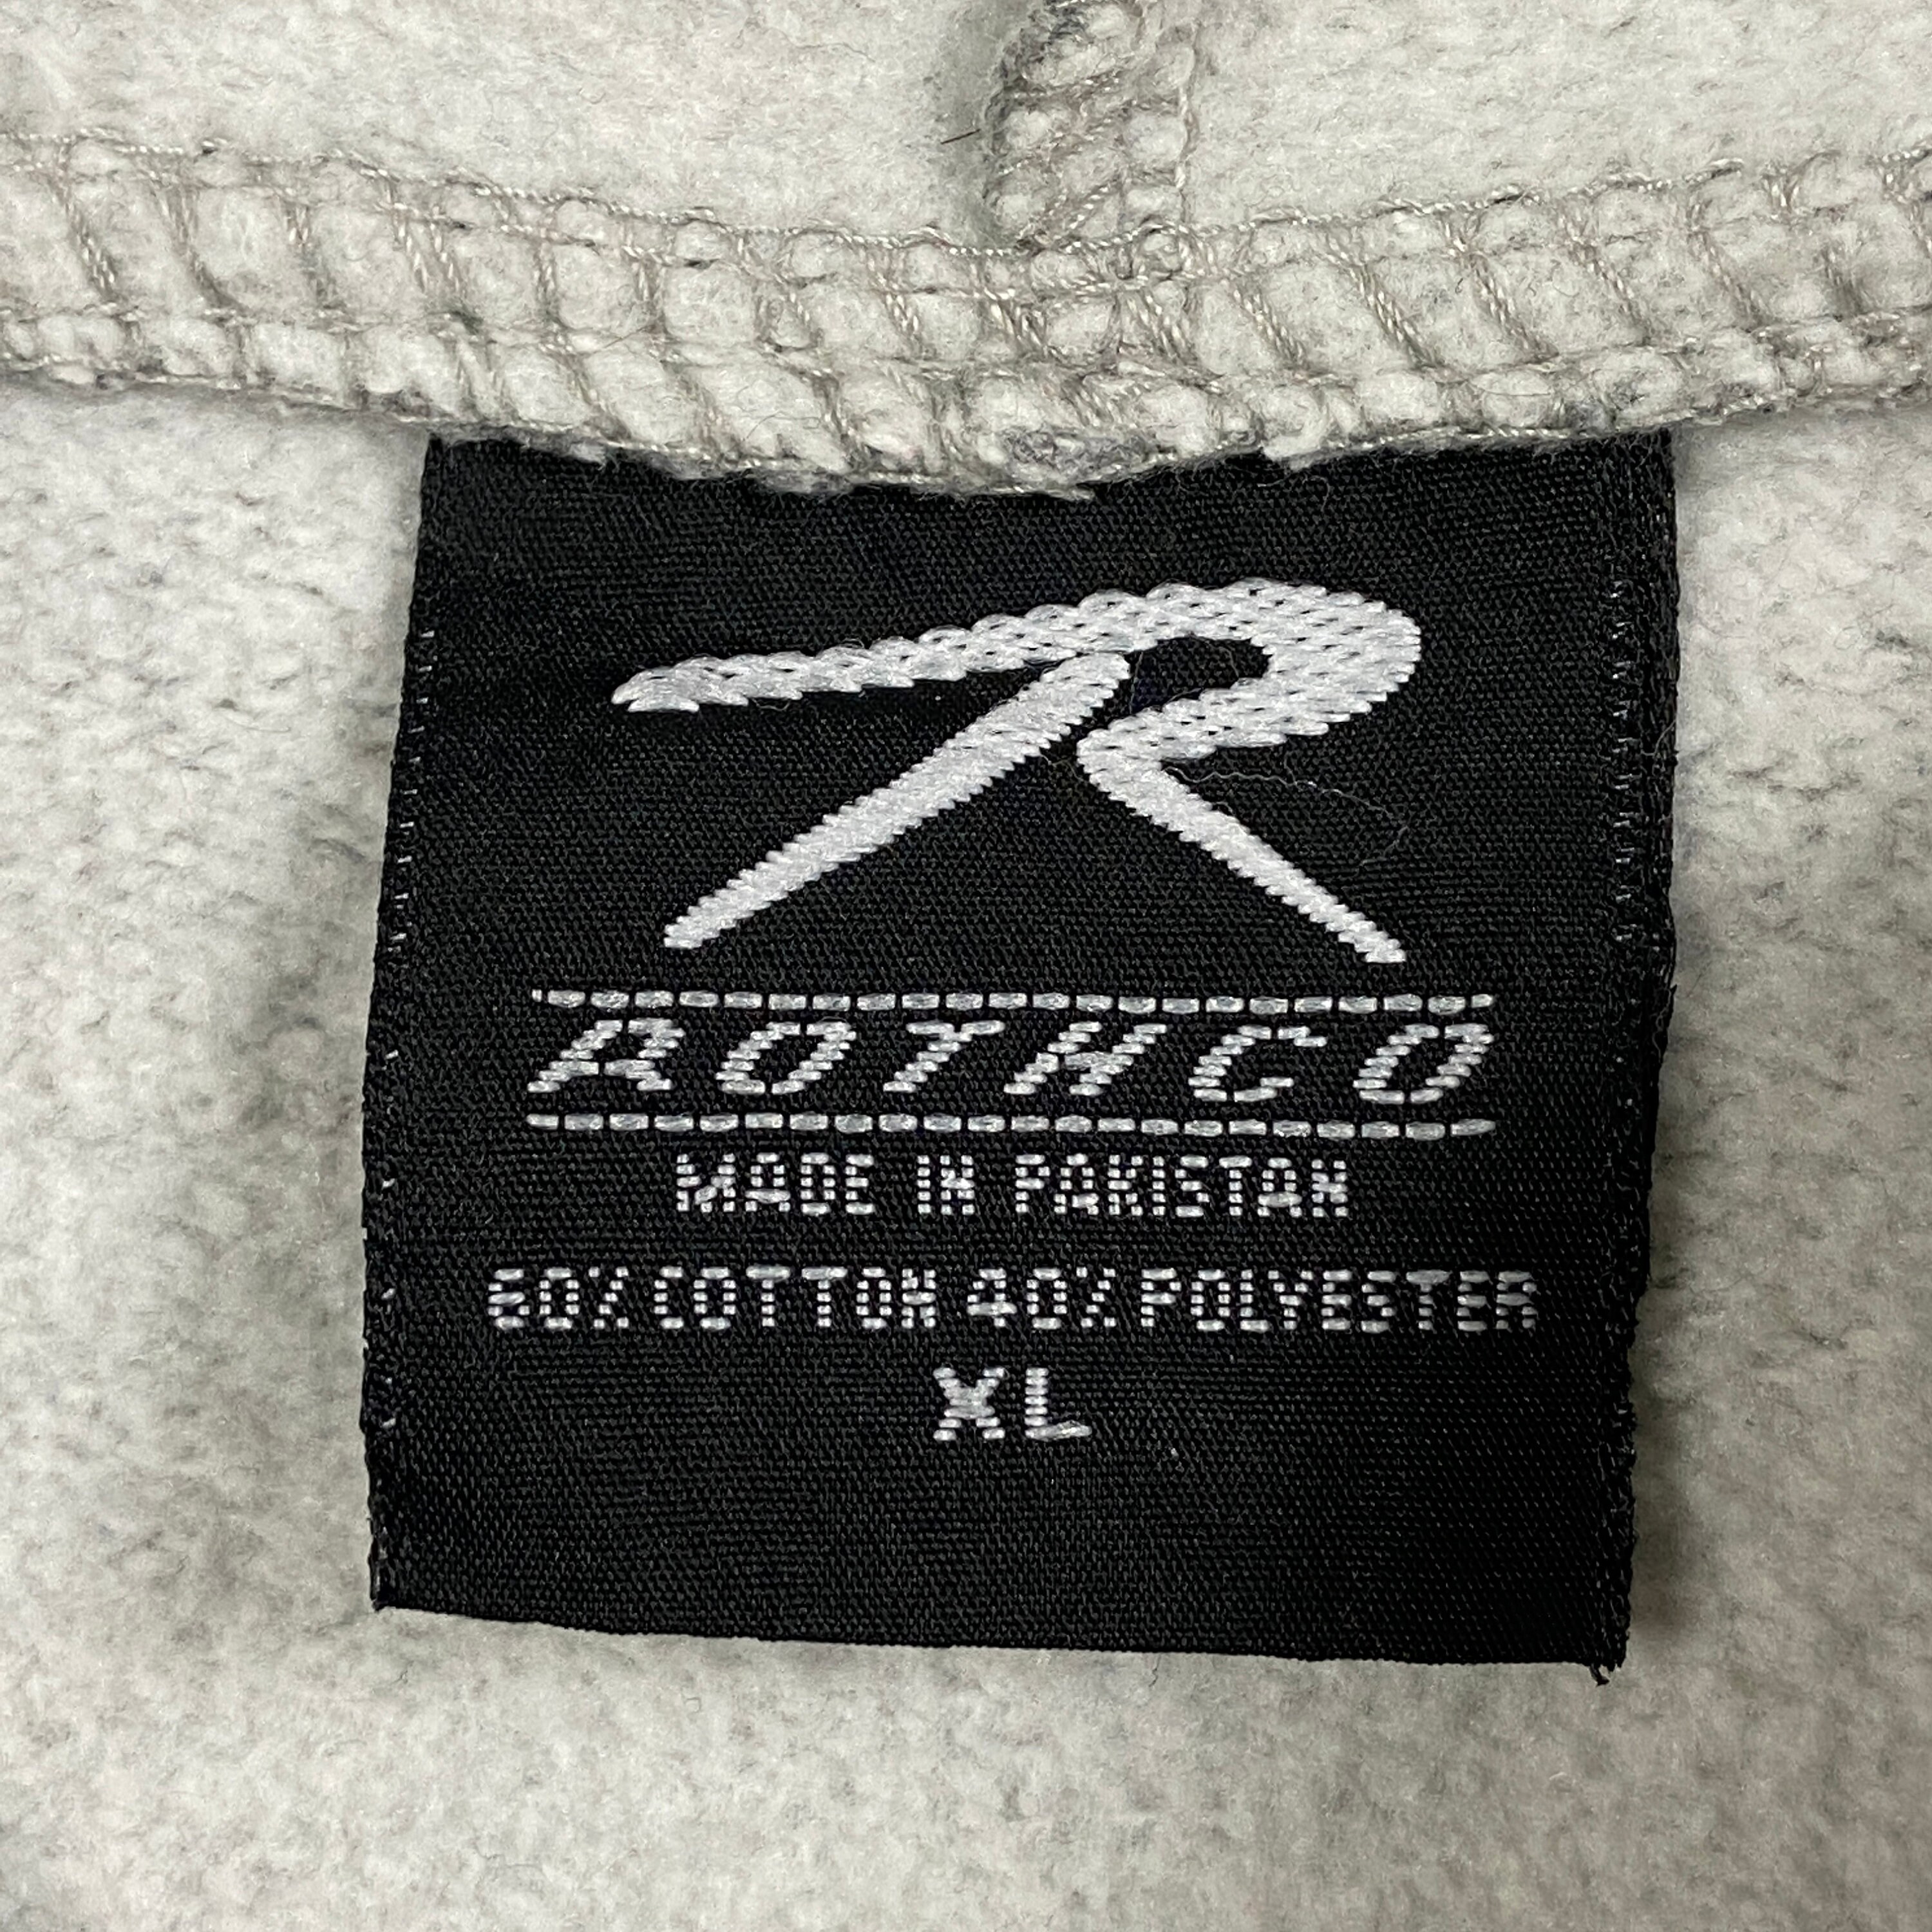 R
ROTHCO
MADE IN PAKISTAN
60% COTTON 40% POLYESTER
XL